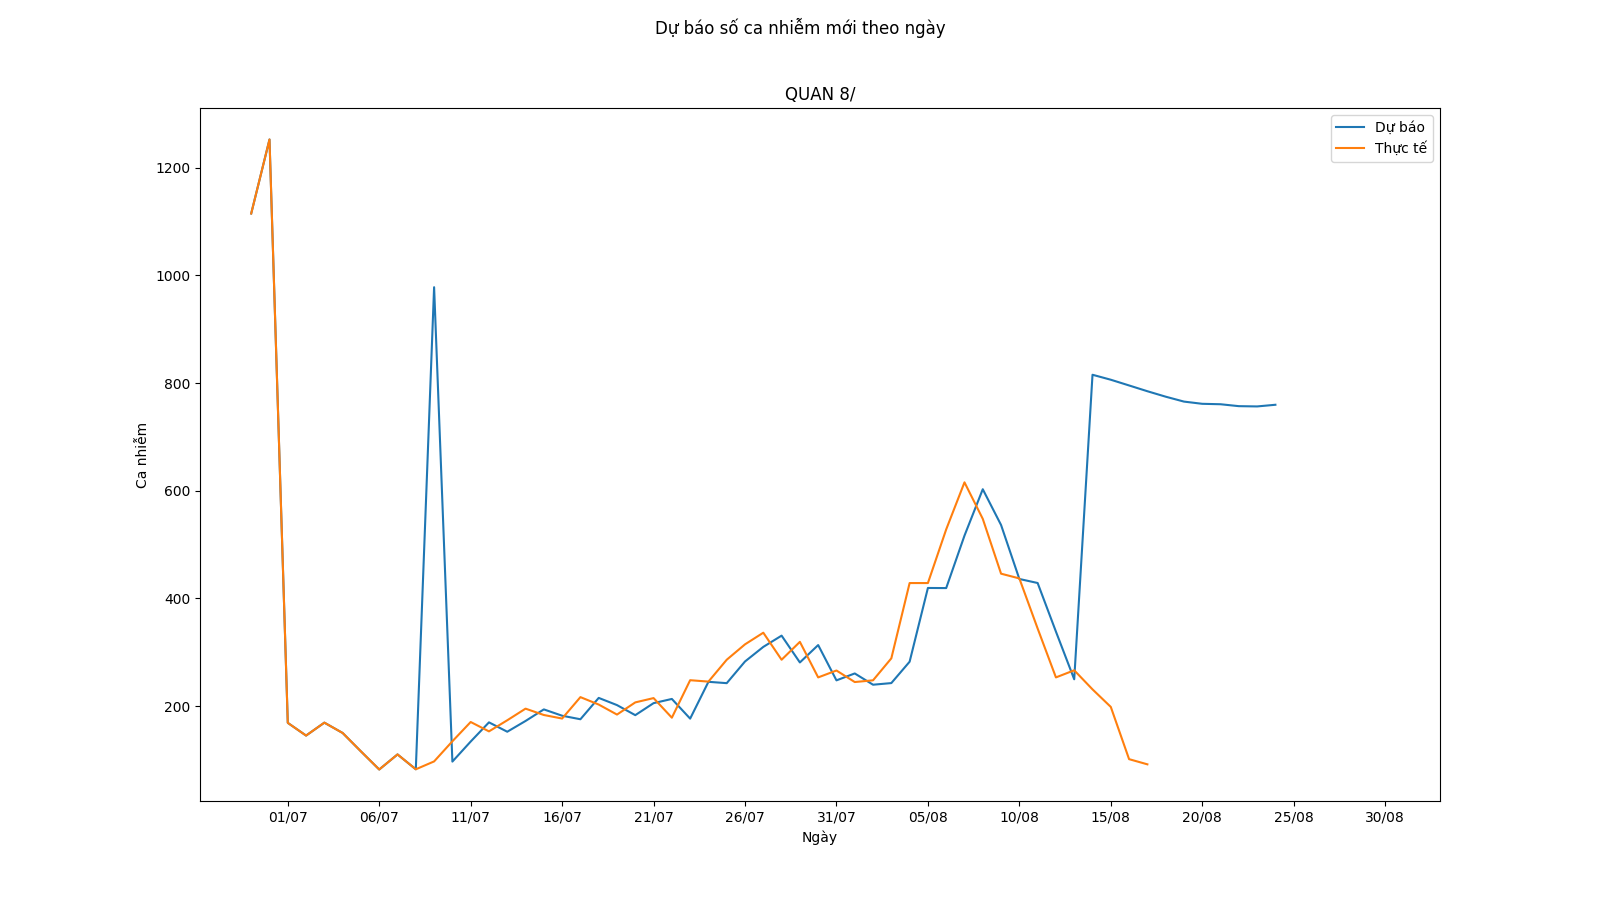 Dự báo số ca nhiễm mới theo ngày
QUAN 8/
Dự báo
Thực tế
1200
1000
800
600
400
200
Ca nhiễm
01/07 06/07 11/07 16/07 21/07 26/07 31/07 05/08 10/08 15/08 20/08 25/08 30/08
Ngày